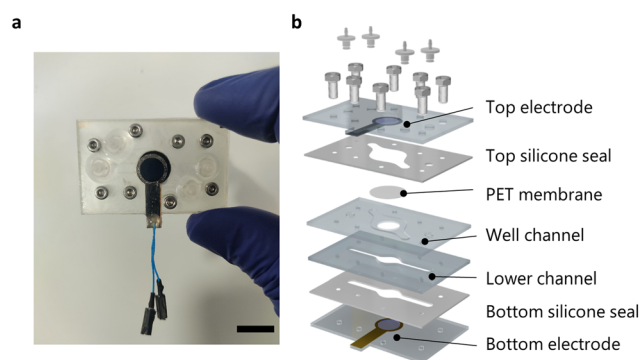 a
b
Top electrode
Top silicone seal
PET membrane
Well channel
Lower channel
Bottom silicone seal
Bottom electrode